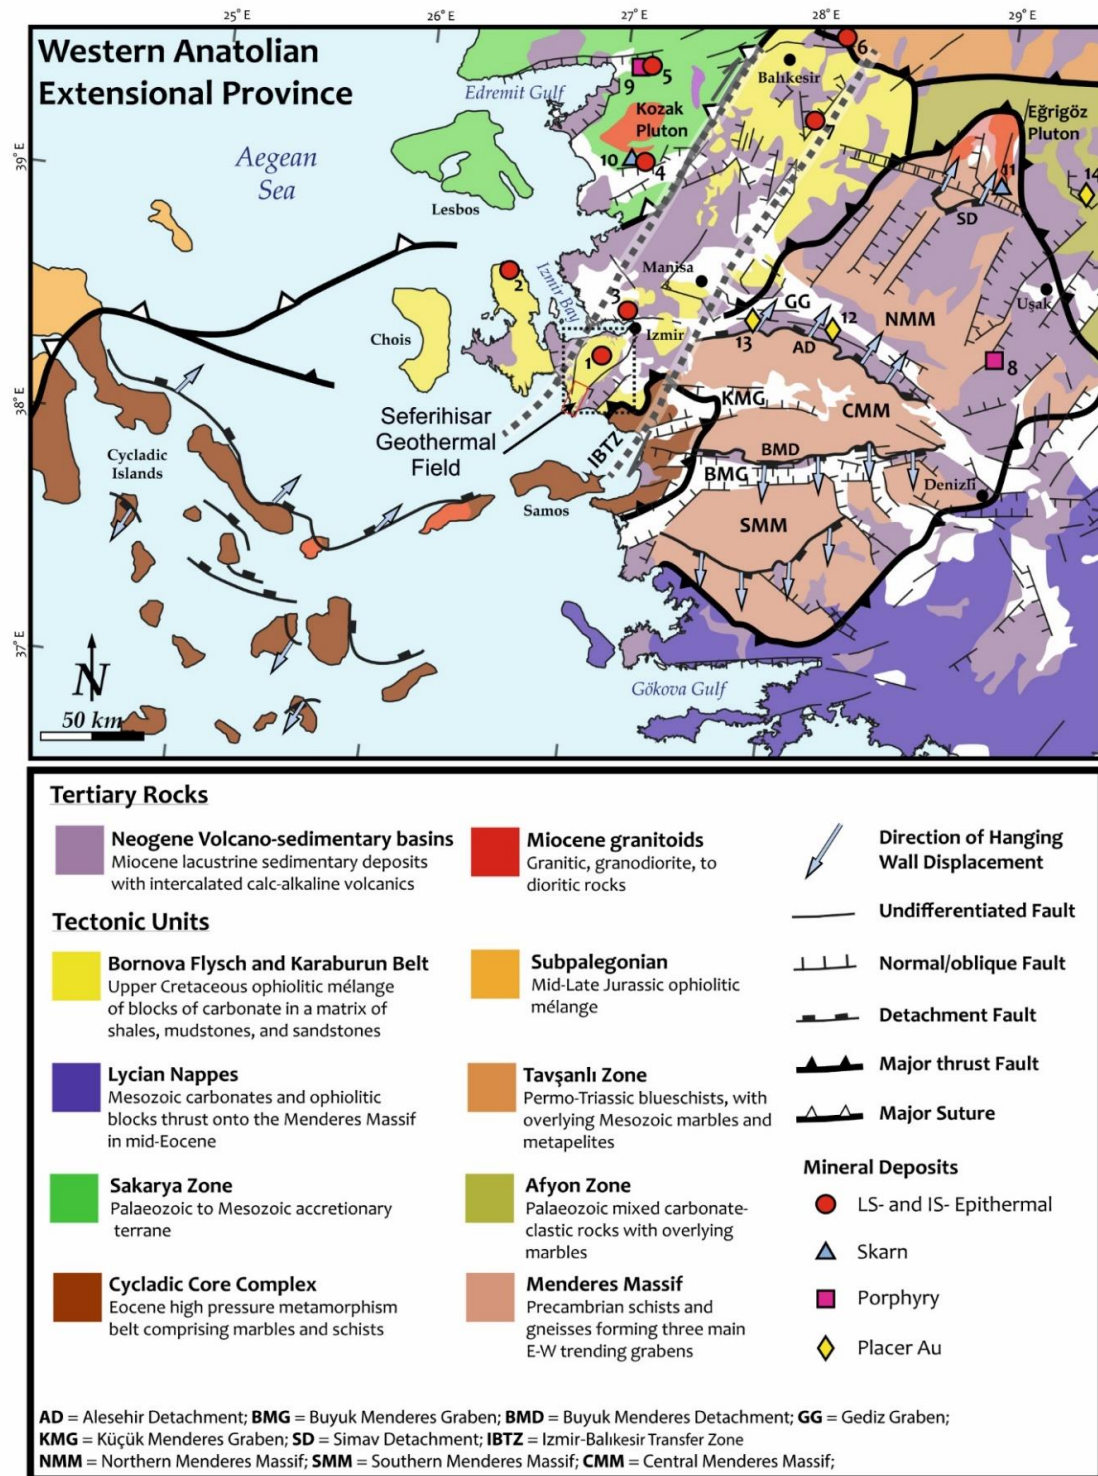 25° E 26° E 27° E 28° E 29° E
Western Anatolian
Extensional Province
39° E
38° E
37° E
Aegean
Sea
Edremit Gulf
9
5
Kozak
Pluton
10
4
Balıkesir
6
7
Eğrigöz
Pluton
11
14
SD
Lesbos
2
Izmir Bay
3
Manisa
GG
Uşak
Chois
1
Izmir
13
12
AD
NMM
8
Seferihisar
Geothermal
Field
KMG
CMM
IBTZ
BMD
BMG
Denizli
Cycladic
Islands
Samos
SMM
N
50 km
Gökova Gulf
Tertiary Rocks
Neogene Volcano-sedimentary basins
Miocene lacustrine sedimentary deposits
with intercalated calc-alkaline volcanics
Miocene granitoids
Granitic, granodiorite, to
dioritic rocks
Tectonic Units
Bornova Flysch and Karaburun Belt
Upper Cretaceous ophiolitic mélange
of blocks of carbonate in a matrix of
shales, mudstones, and sandstones
Subpalegonian
Mid-Late Jurassic ophiolitic
mélange
Lycian Nappes
Mesozoic carbonates and ophiolitic
blocks thrust onto the Menderes Massif
in mid-Eocene
Tavşanlı Zone
Permo-Triassic blueschists, with
overlying Mesozoic marbles and
metapelites
Sakarya Zone
Palaeozoic to Mesozoic accretionary
terrane
Afyon Zone
Palaeozoic mixed carbonate-
clastic rocks with overlying
marbles
Cycladic Core Complex
Eocene high pressure metamorphism
belt comprising marbles and schists
Menderes Massif
Precambrian schists and
gneisses forming three main
E-W trending grabens
Direction of Hanging
Wall Displacement
Undifferentiated Fault
Normal/oblique Fault
Detachment Fault
Major thrust Fault
Major Suture
Mineral Deposits
LS- and IS- Epithermal
Skarn
Porphyry
Placer Au
AD = Alesehir Detachment; BMG = Buyuk Menderes Graben; BMD = Buyuk Menderes Detachment; GG = Gediz Graben;
KMG = Küçük Menderes Graben; SD = Simav Detachment; IBTZ = Izmir-Balıkesir Transfer Zone
NMM = Northern Menderes Massif; SMM = Southern Menderes Massif; CMM = Central Menderes Massif;